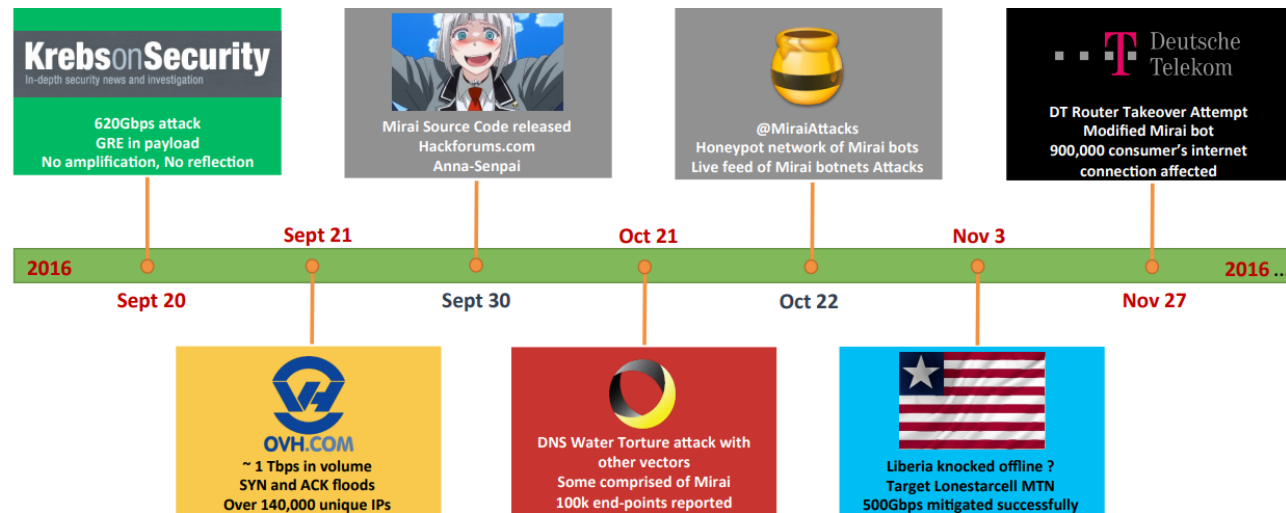 KrebsonSecurity
In-depth security news and investigation
620Gbps attack
GRE in payload
No amplification, No reflection
Mirai Source Code released
Hackforums.com
Anna-Senpai
@MiraiAttacks
Honeypot network of Mirai bots
Live feed of Mirai botnets Attacks
T Deutsche
Telekom
DT Router Takeover Attempt
Modified Mirai bot
900,000 consumer's internet
connection affected
Sept 21
Oct 21
Nov 3
2016
2016 ...
Sept 20
Sept 30
Oct 22
Nov 27
OVH.COM
~ 1 Tbps in volume
SYN and ACK floods
Over 140,000 unique IPs
DNS Water Torture attack with
other vectors
Some comprised of Mirai
100k end-points reported
Liberia knocked offline ?
Target Lonestarcell MTN
500Gbps mitigated successfully